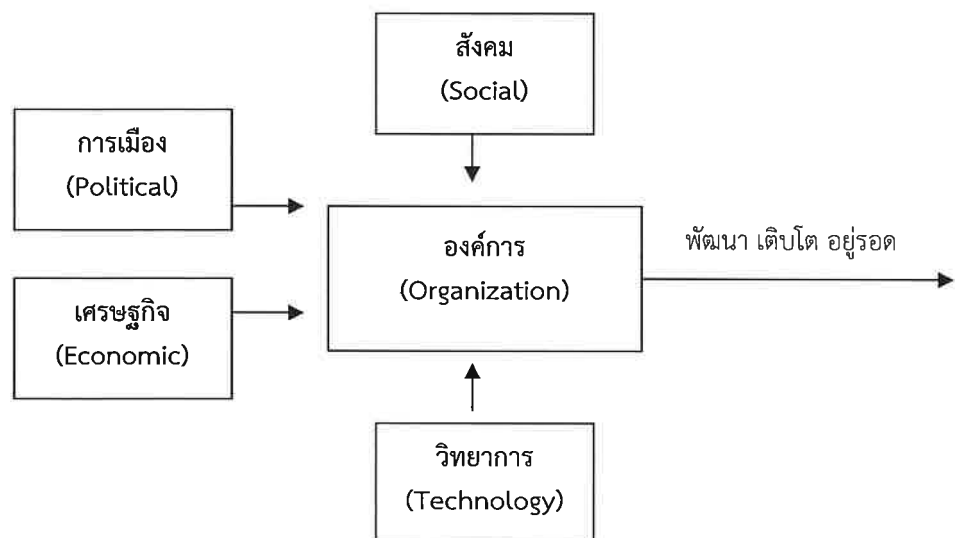 สังคม
(Social)
การเมือง
(Political)
องค์การ
(Organization)
พัฒนา เติบโต อยู่รอด
เศรษฐกิจ
(Economic)
วิทยาการ
(Technology)